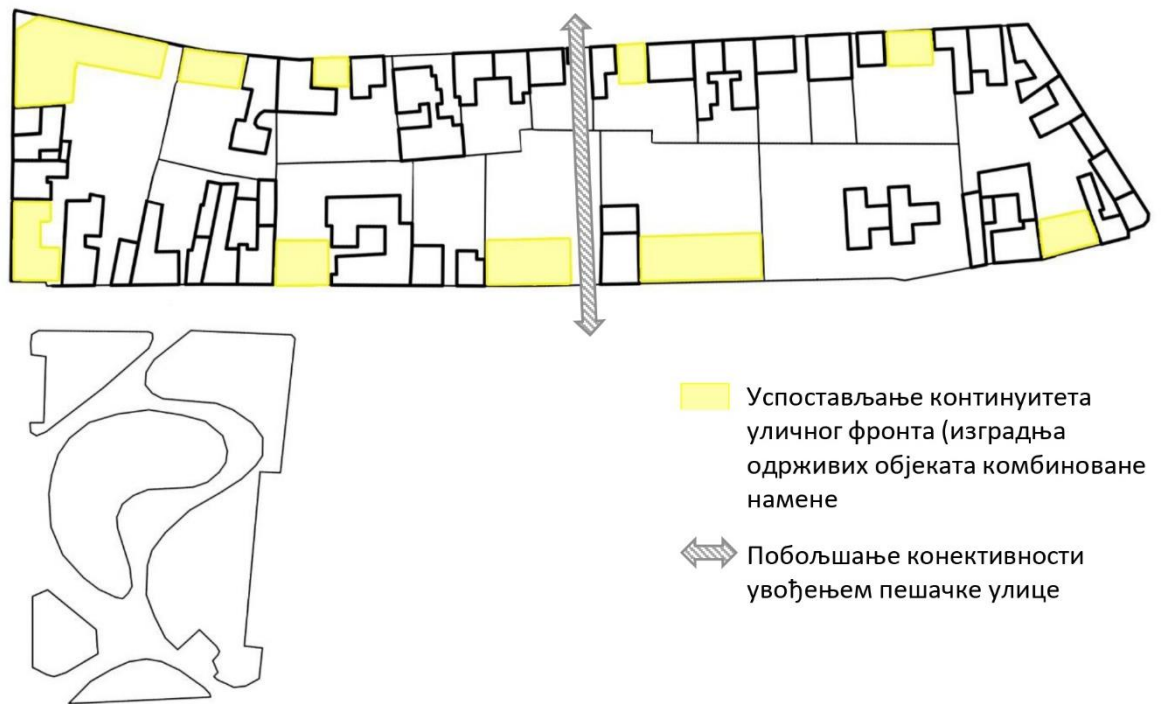 Успостављање континуитета
уличног фронта (изградња
одрживих објеката комбиноване
намене
Побољшање конективности
увођењем пешачке улице